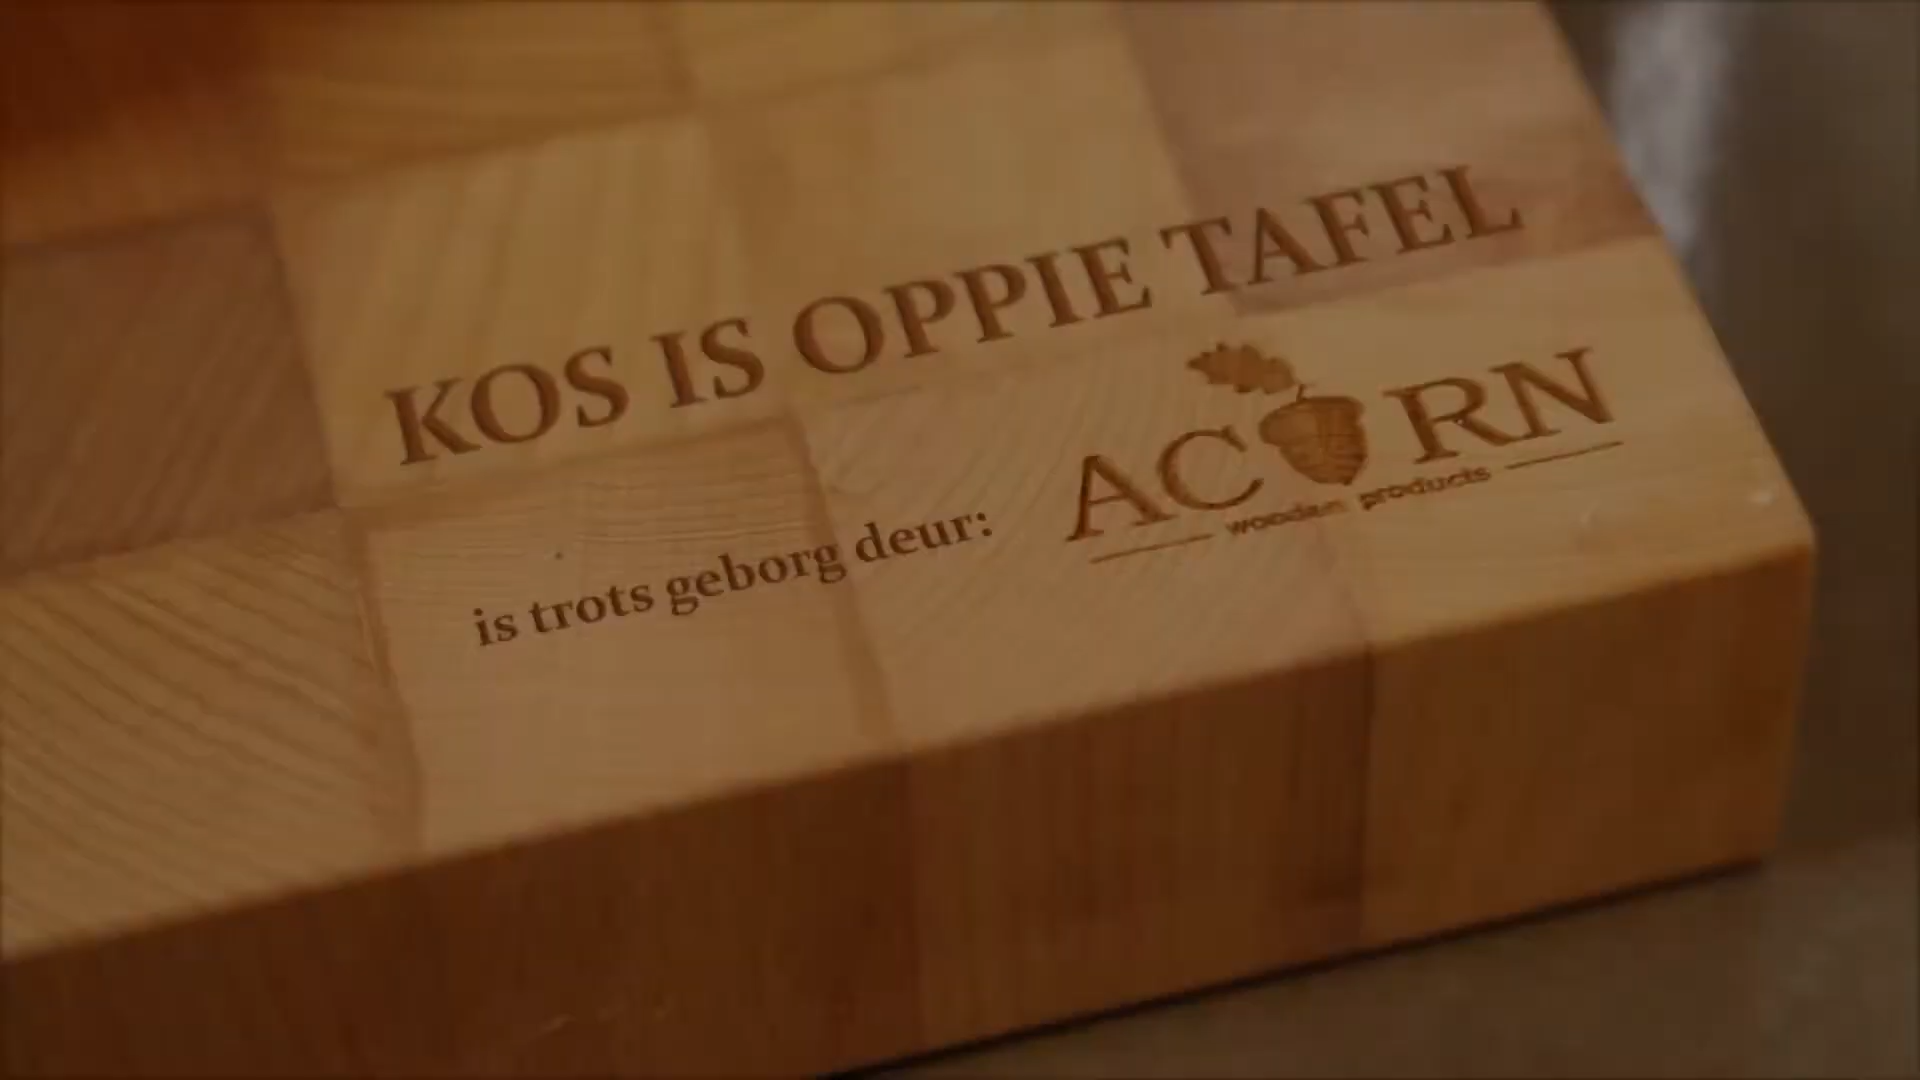 KOS IS OPPIE TAFEL
is trots geborg deur:
ACORN
wooden products